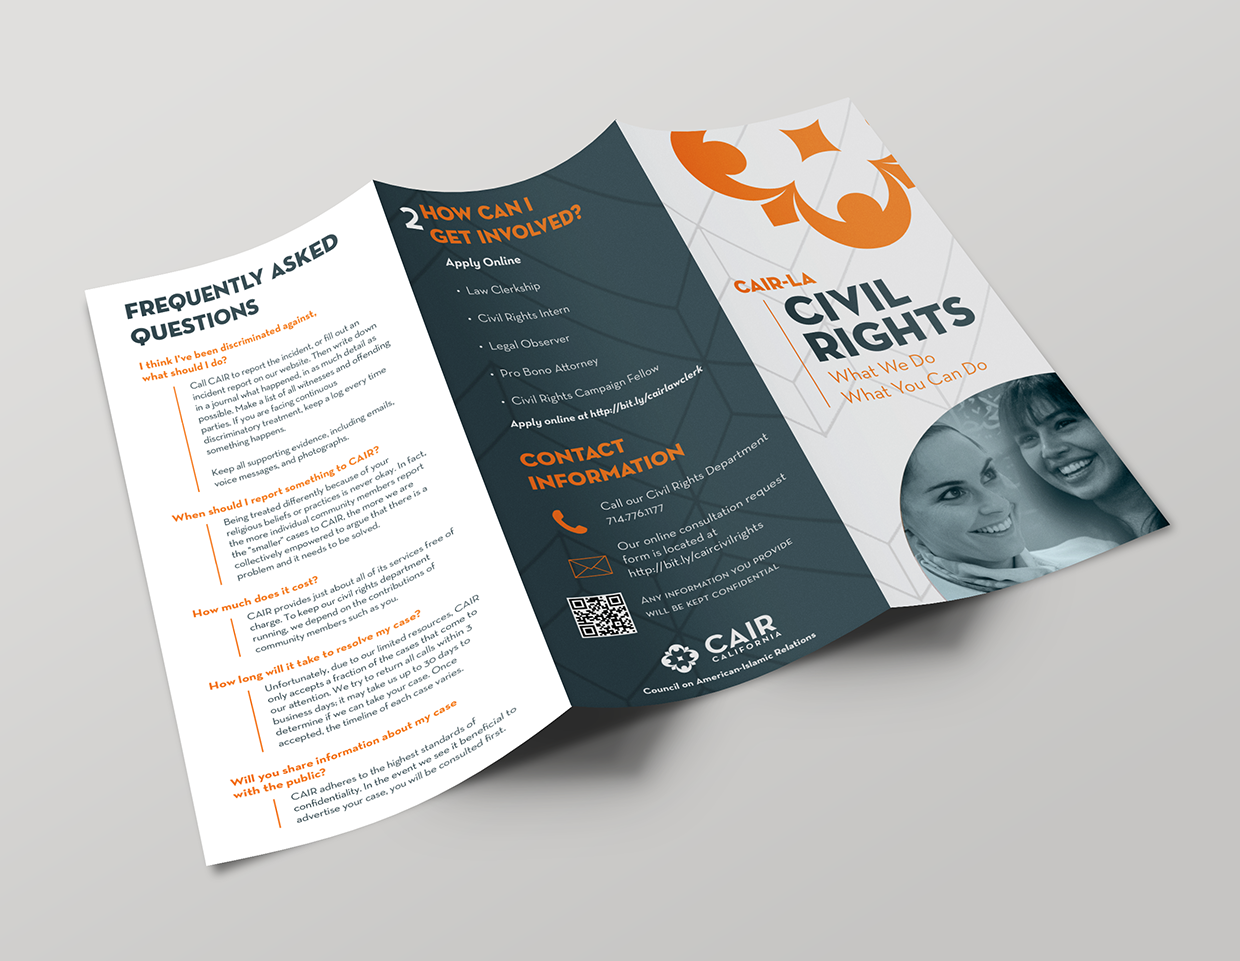 FREQUENTLY ASKED
QUESTIONS
I think I've been discriminated against,
what should I do?
Call CAIR to report the incident, or fill out an
incident report on our website. Then write down
in a journal what happened, in as much detail as
possible. Make a list of all witnesses and offending
parties. If you are facing continuous
discriminatory treatment, keep a log every time
something happens.
Keep all supporting evidence, including emails,
voice messages, and photographs.
When should I report something to CAIR?
Being treated differently because of your
religious beliefs or practices is never okay. In fact,
the more individual community members report
the "smaller" cases to CAIR, the more we are
collectively empowered to argue that there is a
problem and it needs to be solved.
How much does it cost?
CAIR provides just about all of its services free of
charge. To keep our civil rights department
running, we depend on the contributions of
community members such as you.
How long will it take to resolve my case?
Unfortunately, due to our limited resources, CAIR
only accepts a fraction of the cases that come to
our attention. We try to return all calls within 3
business days; it may take us up to 30 days to
determine if we can take your case. Once
accepted, the timeline of each case varies.
Will you share information about my case
with the public?
CAIR adheres to the highest standards of
confidentiality. In the event we see it beneficial to
advertise your case, you will be consulted first.
2 HOW CAN I
GET INVOLVED?
Apply Online
• Law Clerkship
• Civil Rights Intern
• Legal Observer
• Pro Bono Attorney
• Civil Rights Campaign Fellow
Apply online at http://bit.ly/cairlawclerk
CONTACT
INFORMATION
Call our Civil Rights Department
714.776.1177
Our online consultation request
form is located at
http://bit.ly/caircivilrights
ANY INFORMATION YOU PROVIDE
WILL BE KEPT CONFIDENTIAL
CAIR
CALIFORNIA
Council on American-Islamic Relations
CAIR-LA
CIVIL
RIGHTS
What We Do
What You Can Do